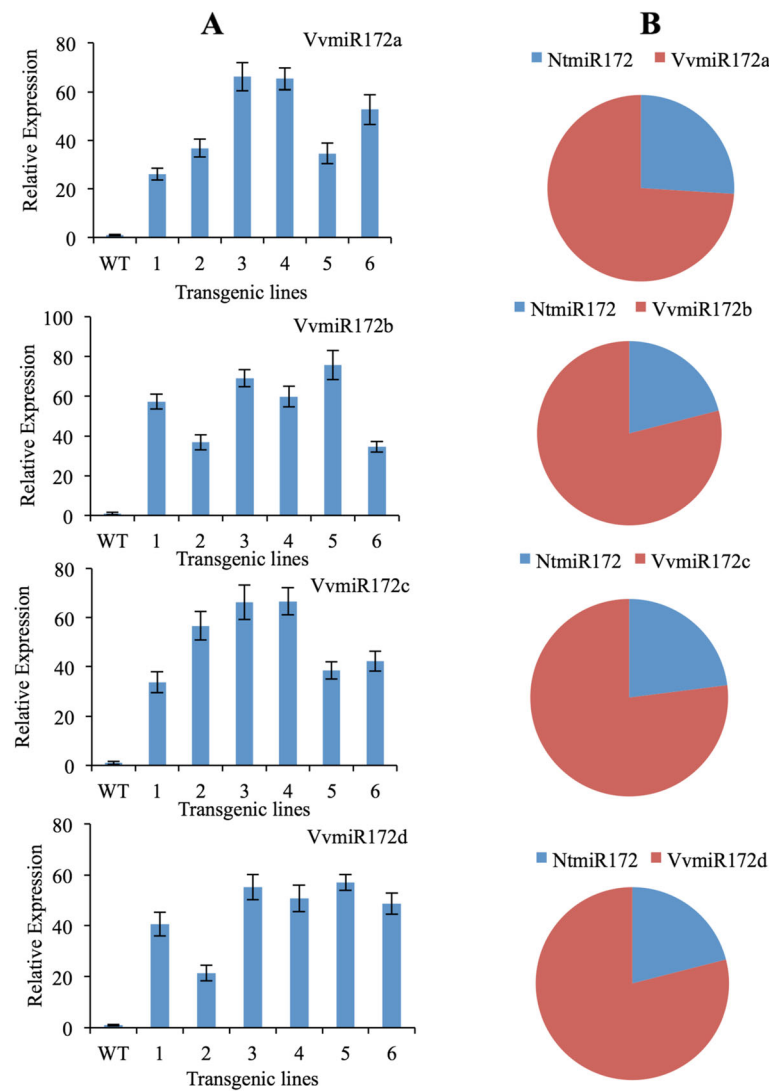 A
B
VvmiR172a
Relative Expression
80
60
40
20
0
WT 1 2 3 4 5 6
Transgenic lines
NtmiR172 VvmiR172a
VvmiR172b
Relative Expression
100
80
60
40
20
0
WT 1 2 3 4 5 6
Transgenic lines
NtmiR172 VvmiR172b
VvmiR172c
Relative Expression
80
60
40
20
0
WT 1 2 3 4 5 6
Transgenic lines
NtmiR172 VvmiR172c
VvmiR172d
Relative Expression
80
60
40
20
0
WT 1 2 3 4 5 6
Transgenic lines
NtmiR172 VvmiR172d